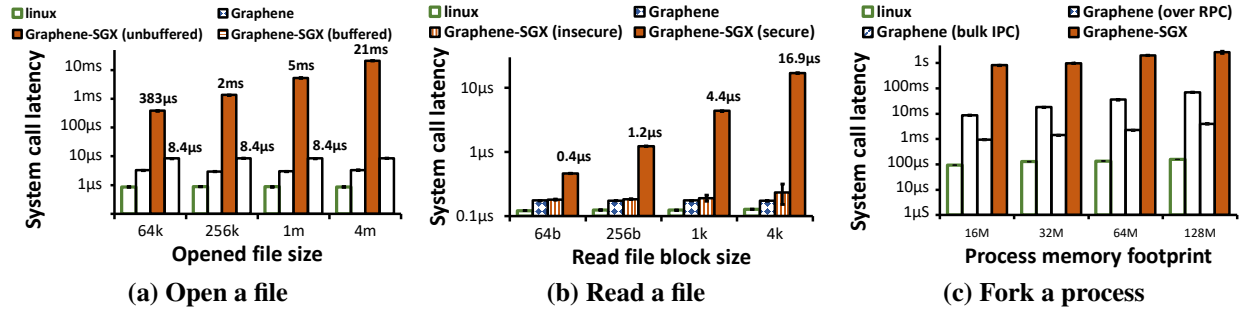 linux Graphene
Graphene-SGX (unbuffered) Graphene-SGX (buffered)
System call latency
10ms
1ms
100µs
10µs
1µs
383µs
2ms
5ms
21ms
8.4µs
8.4µs
8.4µs
64k 256k 1m 4m
Opened file size
(a) Open a file
linux Graphene
Graphene-SGX (insecure) Graphene-SGX (secure)
System call latency
10µs
1µs
0.1µs
0.4µs
1.2µs
4.4µs
16.9µs
64b 256b 1k 4k
Read file block size
(b) Read a file
linux Graphene (over RPC)
Graphene (bulk IPC) Graphene-SGX
System call latency
1s
100ms
10mS
1mS
100µS
10µS
1µS
16M 32M 64M 128M
Process memory footprint
(c) Fork a process